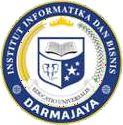 INSTITUT INFORMATIKA DAN BISNIS
EDUCATIO UNIVERSALIS
DARMAJAYA